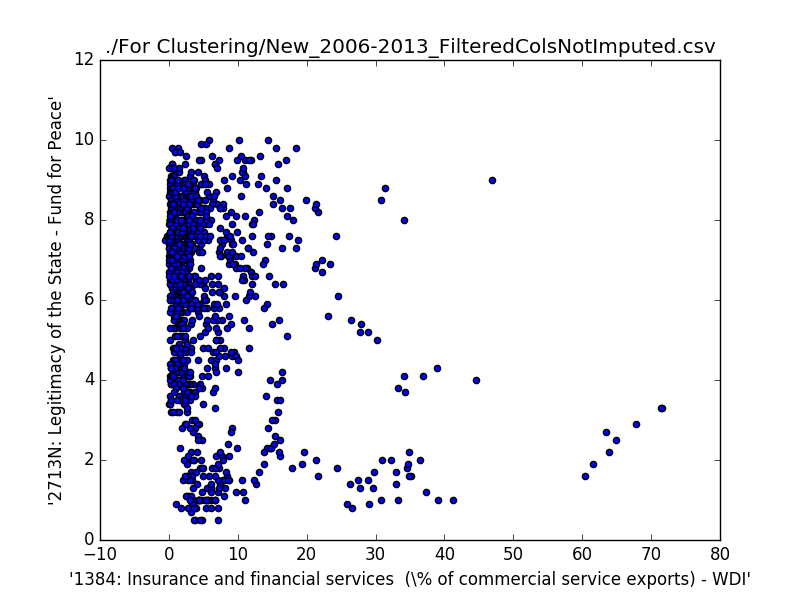 ./For Clustering/New_2006-2013_FilteredColsNotImputed.csv
12
10
8
6
4
2
0
'2713N: Legitimacy of the State - Fund for Peace'
−10 0 10 20 30 40 50 60 70 80
'1384: Insurance and financial services  (\% of commercial service exports) - WDI'